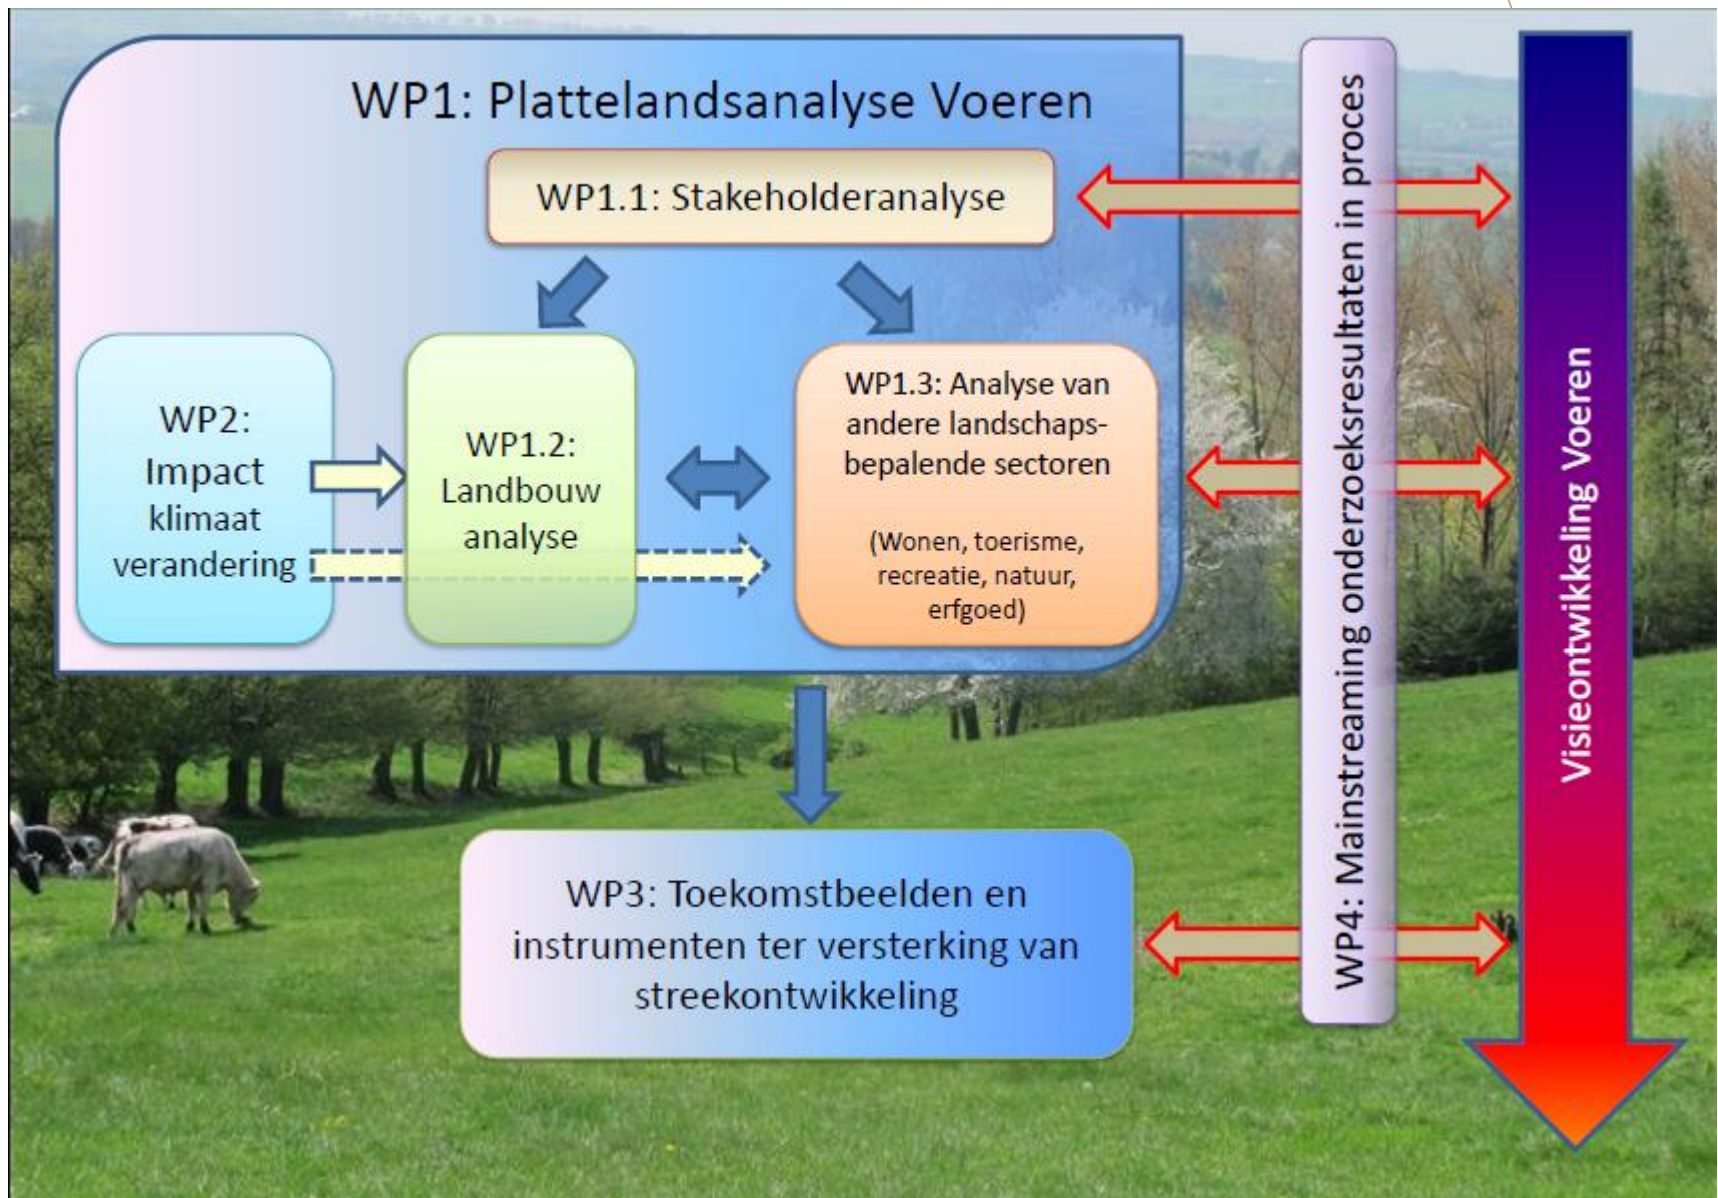 WP1: Plattelandsanalyse Voeren
WP1.1: Stakeholderanalyse
WP2:
Impact
klimaat
verandering
WP1.2:
Landbouw
analyse
WP1.3: Analyse van
andere landschaps-
bepalende sectoren
(Wonen, toerisme,
recreatie, natuur,
erfgoed)
WP3: Toekomstbeelden en
instrumenten ter versterking van
streekontwikkeling
WP4: Mainstreaming onderzoeksresultaten in proces
Visieontwikkeling Voeren